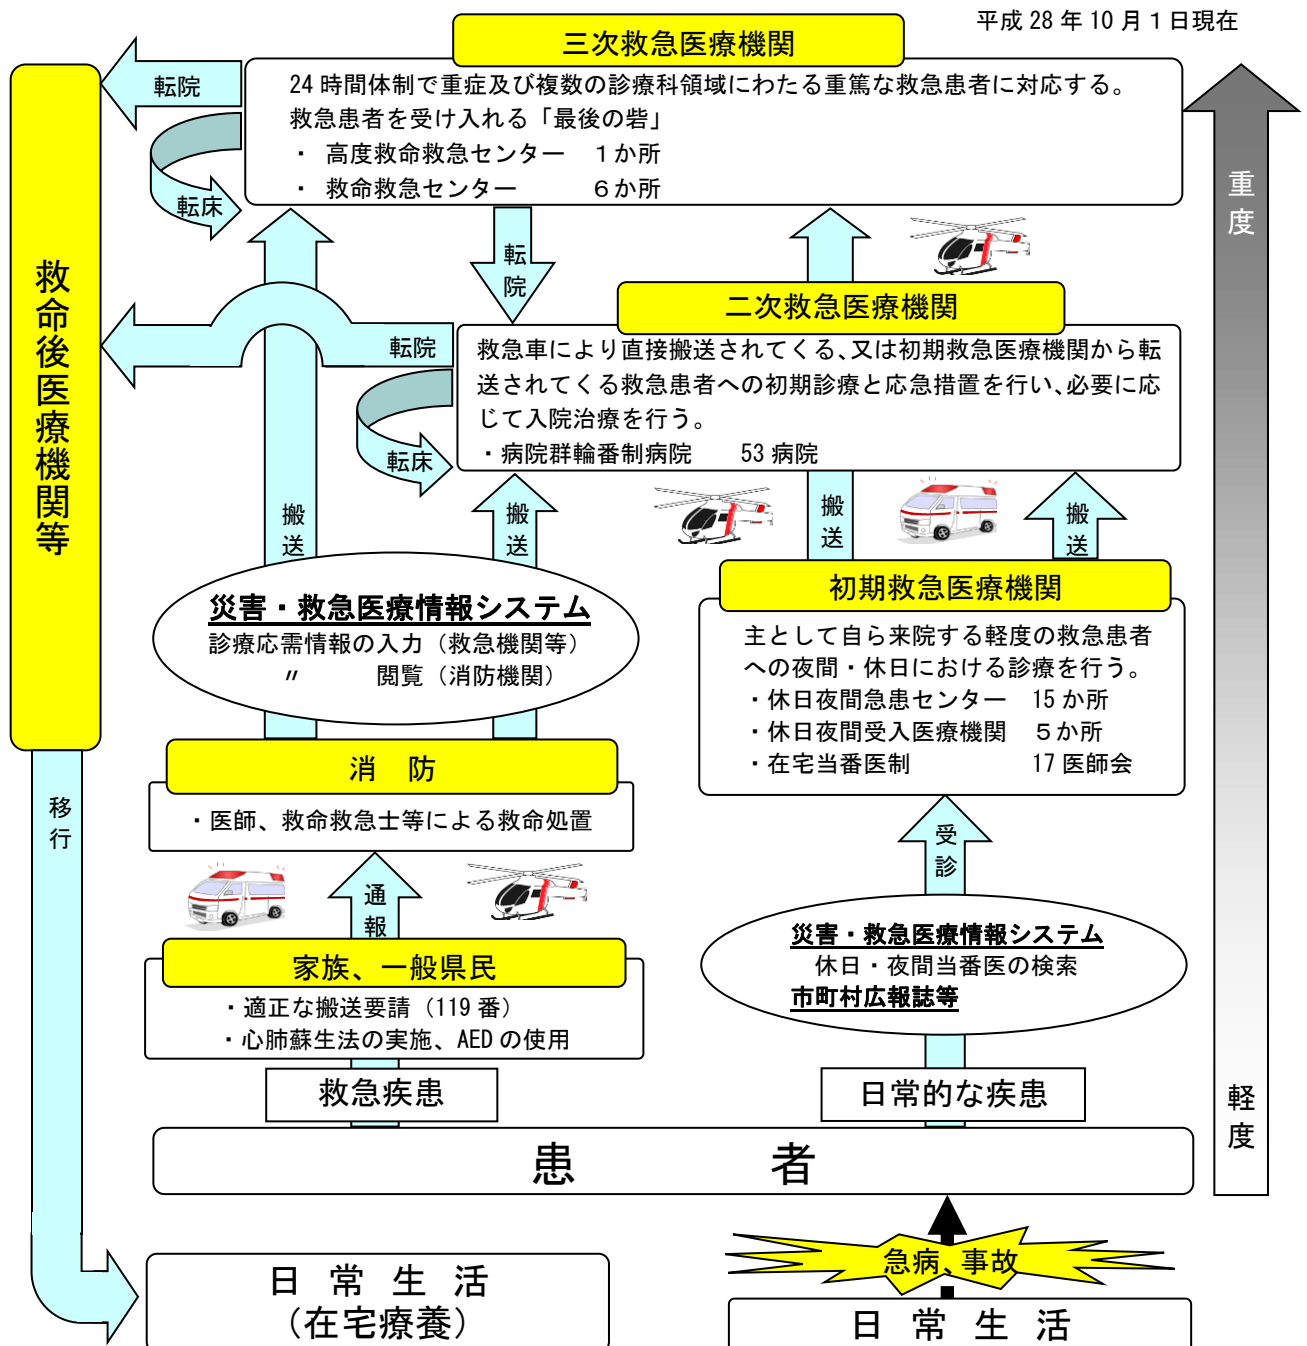 平成 28 年 10 月 1 日現在
三次救急医療機関
24 時間体制で重症及び複数の診療科領域にわたる重篤な救急患者に対応する。
救急患者を受け入れる「最後の砦」
・ 高度救命救急センター 1か所
・ 救命救急センター 6か所
転院
転床
重度
救命後医療機関等
転院
二次救急医療機関
救急車により直接搬送されてくる、又は初期救急医療機関から転
送されてくる救急患者への初期診療と応急措置を行い、必要に応
じて入院治療を行う。
・病院群輪番制病院 53 病院
転院
転床
搬送
搬送
搬送
搬送
災害・救急医療情報システム
診療応需情報の入力（救急機関等）
〃 閲覧（消防機関）
初期救急医療機関
主として自ら来院する軽度の救急患者
への夜間・休日における診療を行う。
・休日夜間急患センター 15 か所
・休日夜間受入医療機関 5か所
・在宅当番医制 17 医師会
消 防
・医師、救命救急士等による救命処置
移行
通報
受診
家族、一般県民
・適正な搬送要請（119 番）
・心肺蘇生法の実施、AED の使用
災害・救急医療情報システム
休日・夜間当番医の検索
市町村広報誌等
救急疾患
日常的な疾患
軽度
患 者
急病、事故
日 常 生 活
（在宅療養）
日 常 生 活